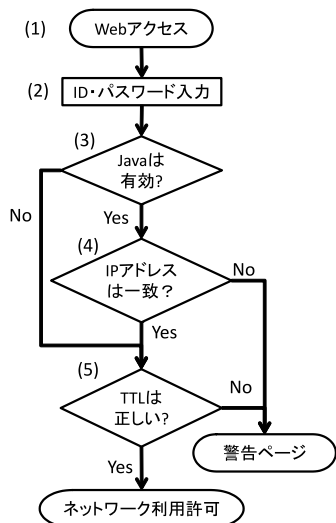 (1)
Webアクセス
(2)
ID・パスワード入力
(3)
Javaは
有効?
No
Yes
(4)
IPアドレス
は一致？
No
Yes
(5)
TTLは
正しい?
No
警告ページ
Yes
ネットワーク利用許可